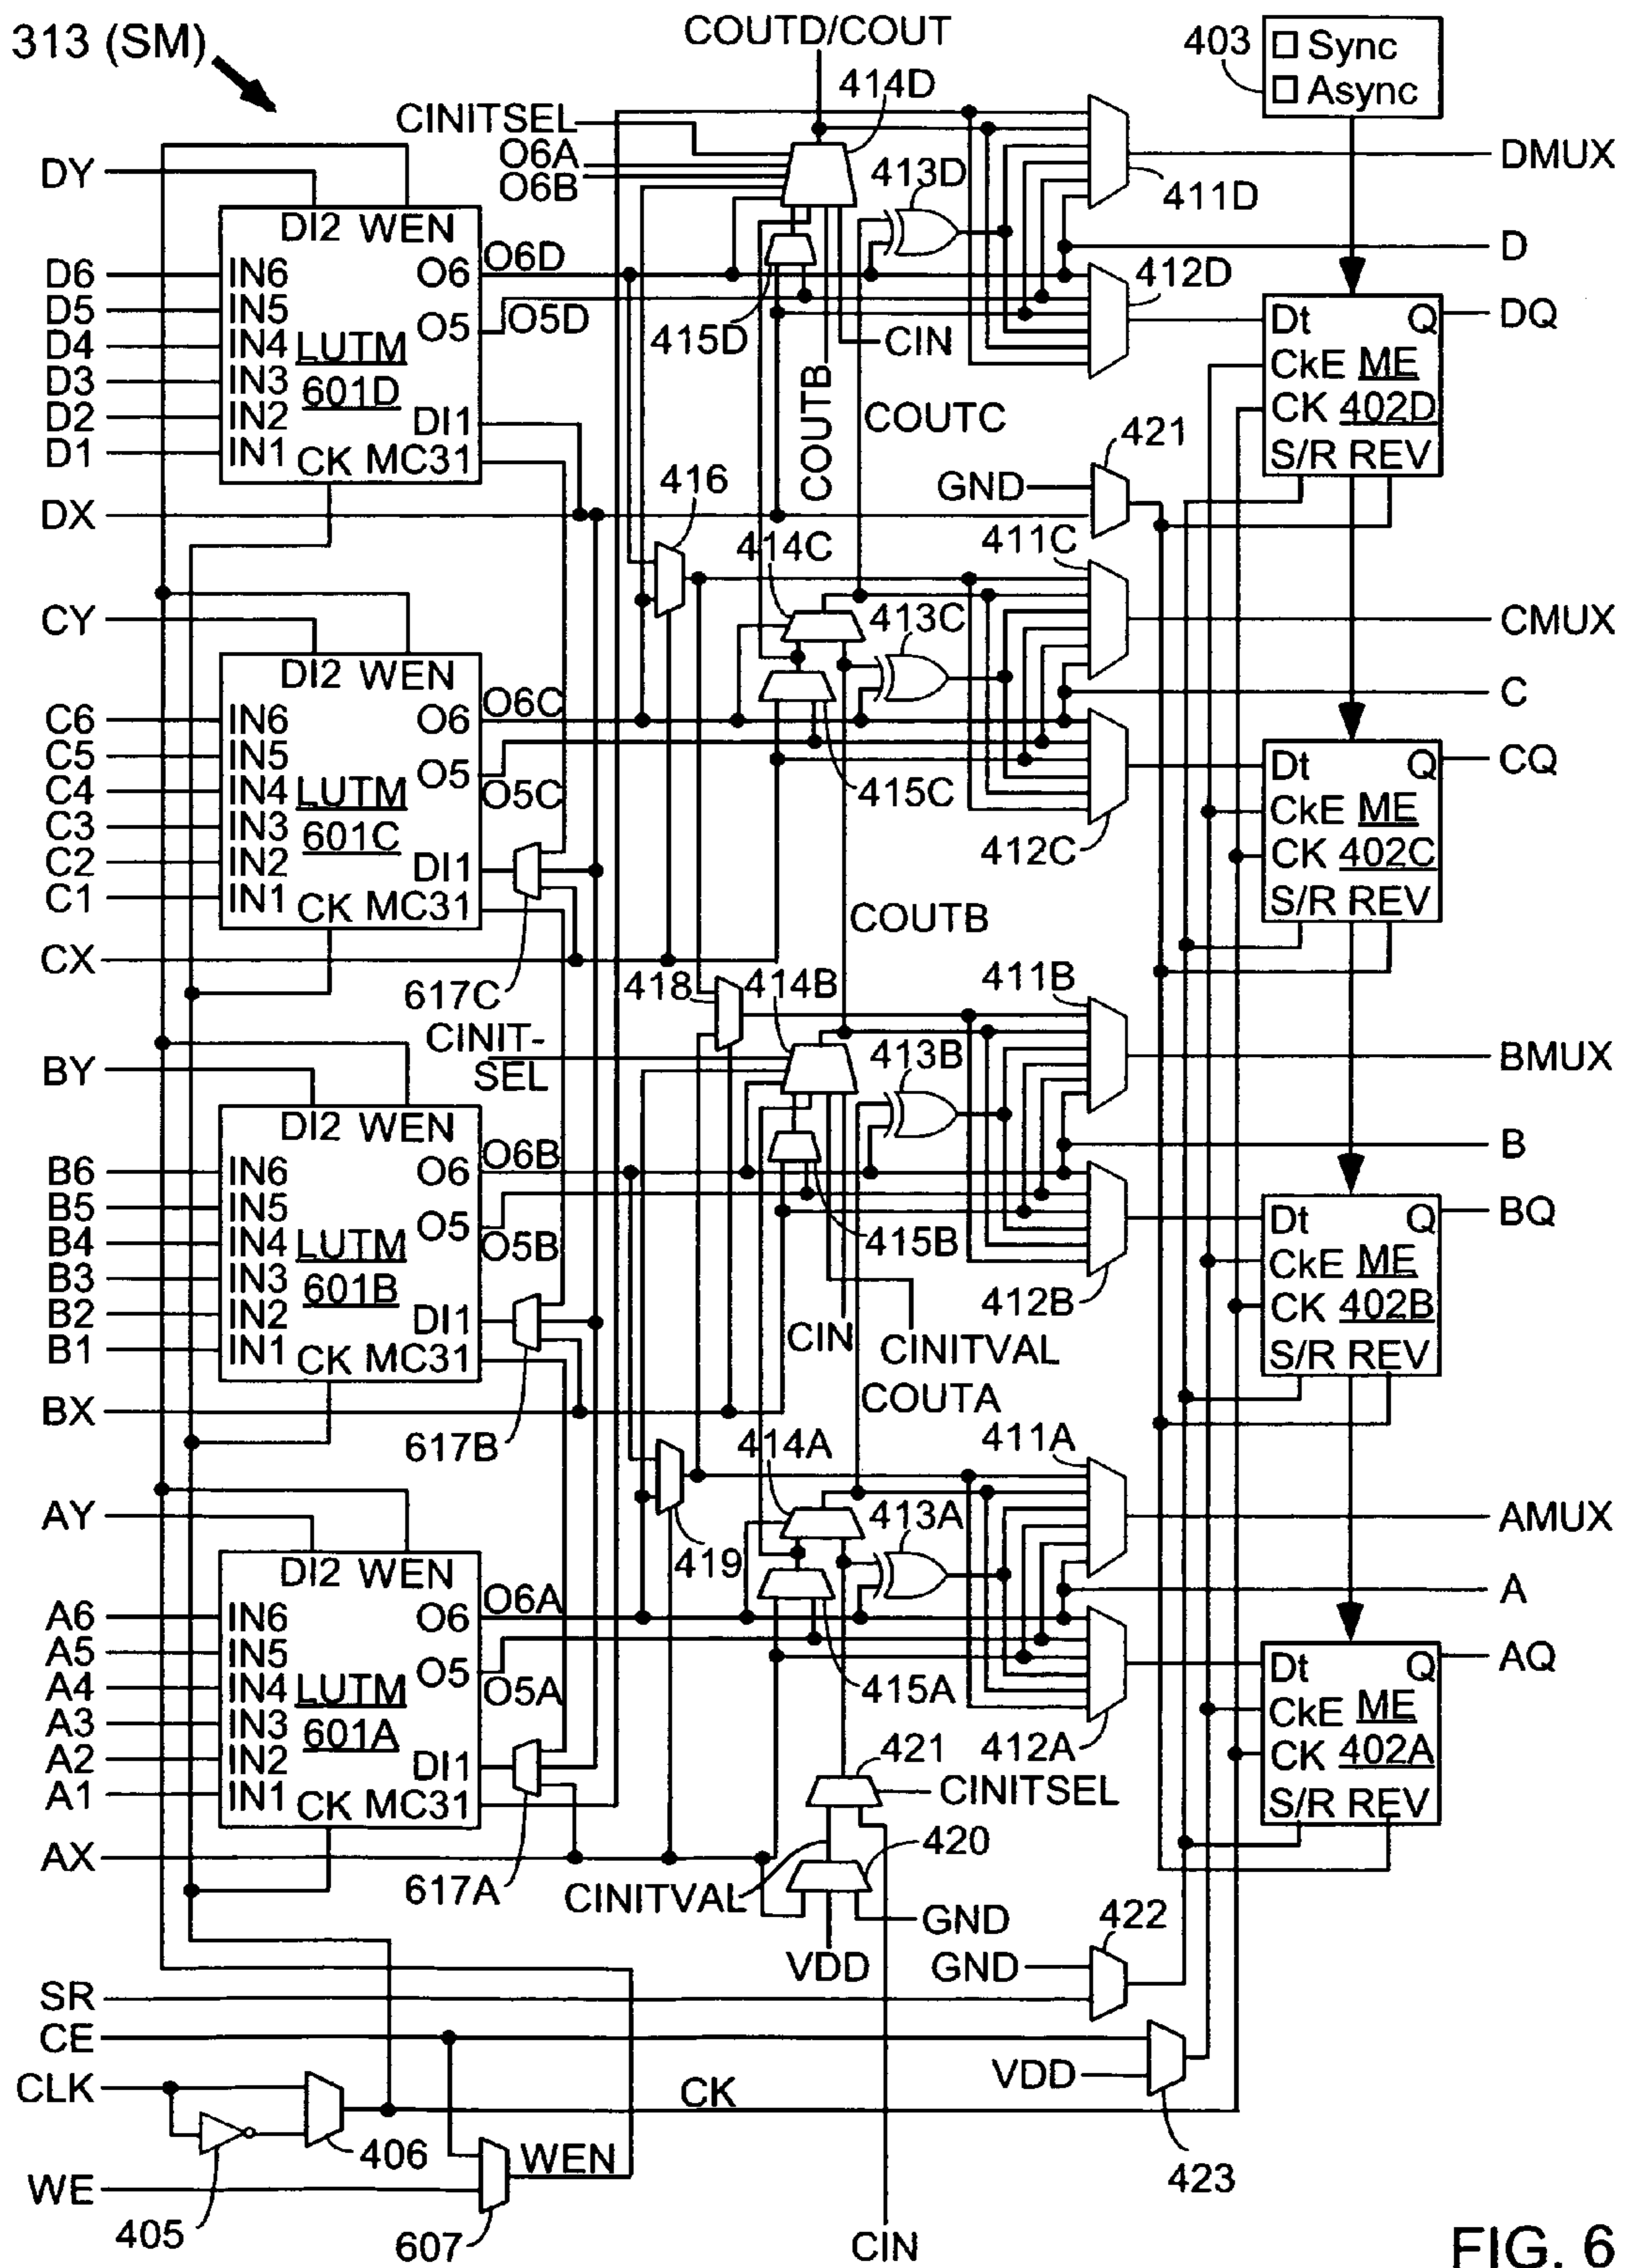 313 (SM)
COUTD/COUT
403
Sync
Async
414D
CINITSEL
O6A
O6B
413D
DMUX
411D
DY
DI2 WEN
D6
D5
D4
D3
D2
D1
IN6
IN5
IN4
IN3
IN2
IN1
LUTM
601D
O6
O5
DI1
CK MC31
O6D
O5D
415D
CIN
COUTB
COUTC
D
412D
Dt
Q
CkE ME
CK 402D
S/R REV
DQ
DX
416
GND
421
414C
411C
CY
DI2 WEN
C6
C5
C4
C3
C2
C1
IN6
IN5
IN4
IN3
IN2
IN1
LUTM
601C
O6
O5
DI1
CK MC31
O6C
O5C
413C
CMUX
C
415C
412C
Dt
Q
CkE ME
CK 402C
S/R REV
CQ
COUTB
CX
617C
418
414B
411B
CINIT-
SEL
413B
BMUX
BY
DI2 WEN
B6
B5
B4
B3
B2
B1
IN6
IN5
IN4
IN3
IN2
IN1
LUTM
601B
O6
O5
DI1
CK MC31
O6B
O5B
B
415B
412B
Dt
Q
CkE ME
CK 402B
S/R REV
BQ
CIN
CINITVAL
COUTA
BX
617B
414A
411A
419
413A
AMUX
AY
DI2 WEN
A6
A5
A4
A3
A2
A1
IN6
IN5
IN4
IN3
IN2
IN1
LUTM
601A
O6
O5
DI1
CK MC31
O6A
O5A
A
415A
412A
Dt
Q
CkE ME
CK 402A
S/R REV
AQ
421
CINITSEL
420
AX
617A
CINITVAL
GND
VDD
422
GND
SR
CE
VDD
CLK
CK
406
WEN
423
WE
405
607
CIN
FIG. 6